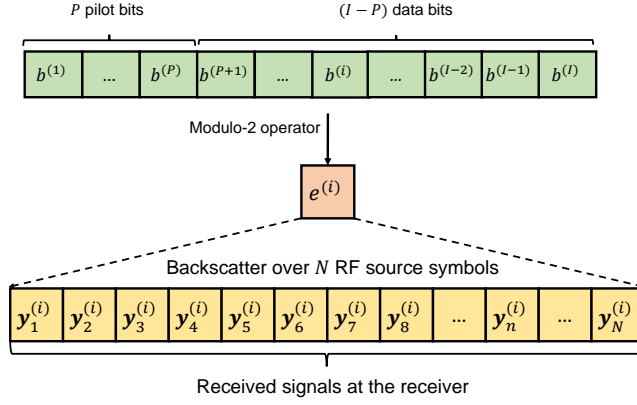 P pilot bits (I − P) data bits
b^{(1)} ... b^{(P)} b^{(P+1)} ... b^{(i)} ... b^{(I−2)} b^{(I−1)} b^{(I)}
Modulo-2 operator
e^{(i)}
Backscatter over N RF source symbols
y_1^{(i)} y_2^{(i)} y_3^{(i)} y_4^{(i)} y_5^{(i)} y_6^{(i)} y_7^{(i)} y_8^{(i)} ... y_n^{(i)} ... y_N^{(i)}
Received signals at the receiver